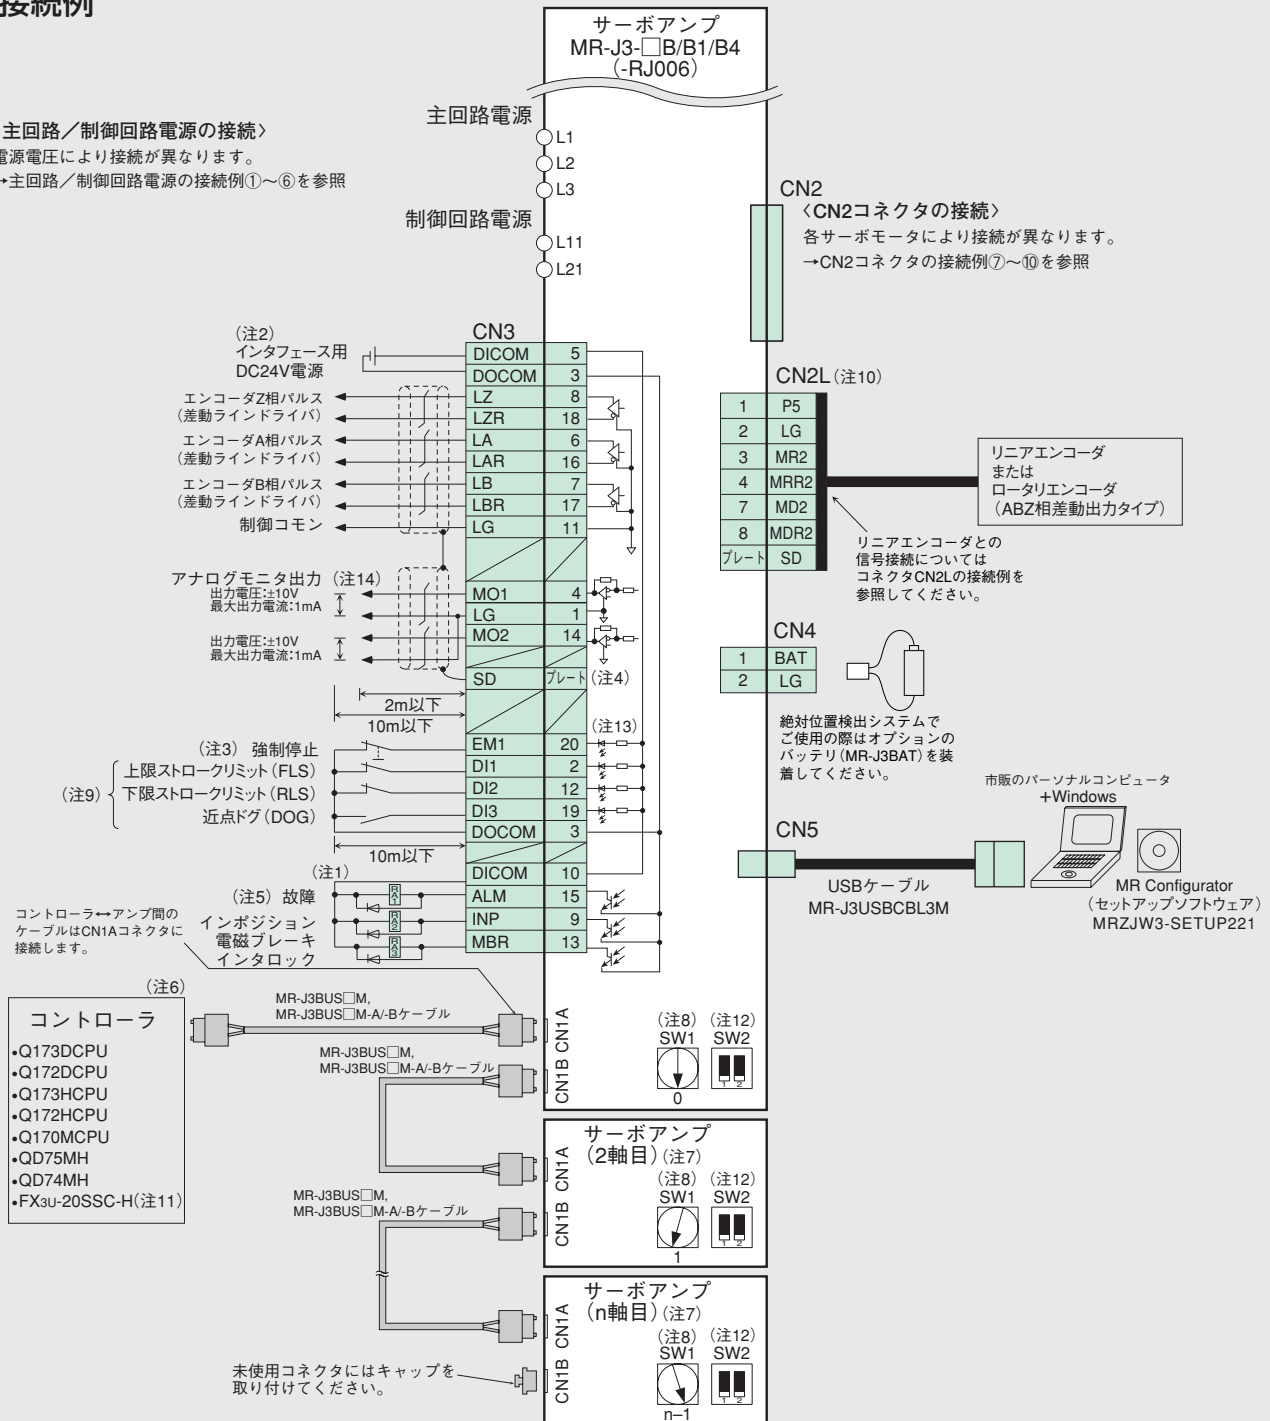 接続例
サーボアンプ
MR-J3-□B/B1/B4
(-RJ006)
主回路／制御回路電源の接続〉
電源電圧により接続が異なります。
→主回路／制御回路電源の接続例①～⑥を参照
主回路電源
L1
L2
L3
制御回路電源
L11
L21
CN2
〈CN2コネクタの接続〉
各サーボモータにより接続が異なります。
→CN2コネクタの接続例⑦～⑩を参照
CN3
(注2)
インタフェース用
DC24V電源
DICOM 5
DOCOM 3
エンコーダZ相パルス
(差動ラインドライバ)
LZ 8
LZR 18
エンコーダA相パルス
(差動ラインドライバ)
LA 6
LAR 16
エンコーダB相パルス
(差動ラインドライバ)
LB 7
LBR 17
制御コモン
LG 11
アナログモニタ出力 (注14)
出力電圧:±10V
最大出力電流:1mA
MO1 4
LG 1
出力電圧:±10V
最大出力電流:1mA
MO2 14
SD プレート (注4)
2m以下
10m以下
(注13)
(注3) 強制停止
EM1 20
(注9)
上限ストロークリミット(FLS)
DI1 2
下限ストロークリミット(RLS)
DI2 12
近点ドグ(DOG)
DI3 19
DOCOM 3
10m以下
(注1)
DICOM 10
(注5) 故障
RA1
ALM 15
インポジション
RA2
INP 9
電磁ブレーキ
インタロック
RA3
MBR 13
CN2L(注10)
1 P5
2 LG
3 MR2
4 MRR2
7 MD2
8 MDR2
プレート SD
リニアエンコーダ
または
ロータリエンコーダ
(ABZ相差動出力タイプ)
リニアエンコーダとの
信号接続については
コネクタCN2Lの接続例を
参照してください。
CN4
1 BAT
2 LG
絶対位置検出システムで
ご使用の際はオプションの
バッテリ(MR-J3BAT)を装
着してください。
CN5
市販のパーソナルコンピュータ
+Windows
USBケーブル
MR-J3USBCBL3M
MR Configurator
(セットアップソフトウェア)
MRZJW3-SETUP221
コントローラ↔アンプ間の
ケーブルはCN1Aコネクタに
接続します。
(注6)
コントローラ
•Q173DCPU
•Q172DCPU
•Q173HCPU
•Q172HCPU
•Q170MCPU
•QD75MH
•QD74MH
•FX3U-20SSC-H(注11)
MR-J3BUS□M,
MR-J3BUS□M-A/-Bケーブル
CN1A
MR-J3BUS□M,
MR-J3BUS□M-A/-Bケーブル
CN1B
(注8) (注12)
SW1 SW2
0
1 2
サーボアンプ
(2軸目)(注7)
CN1A
(注8) (注12)
SW1 SW2
MR-J3BUS□M,
MR-J3BUS□M-A/-Bケーブル
CN1B
1
1 2
サーボアンプ
(n軸目)(注7)
CN1A
(注8) (注12)
SW1 SW2
未使用コネクタにはキャップを
取り付けてください。
CN1B
1 2
n–1